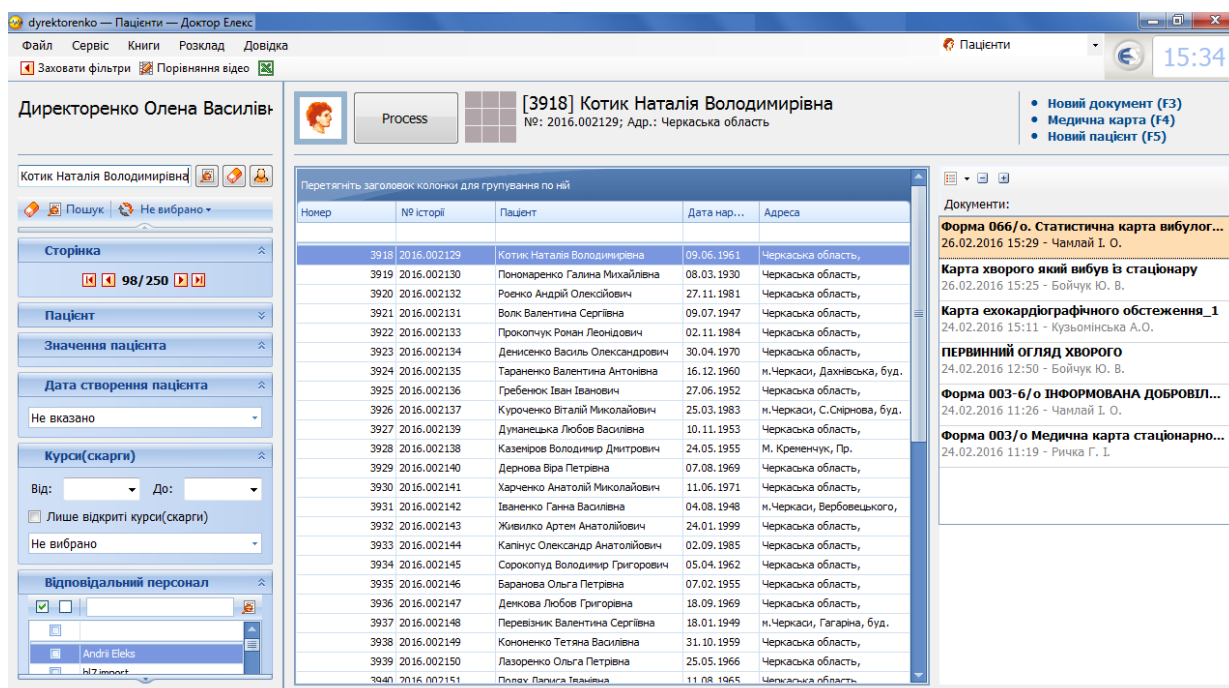 dyrektorenko — Пацієнти — Доктор Елекс
Файл Сервіс Книги Розклад Довідка
Пацієнти
15:34
Заховати фільтри Порівняння відео
Директоренко Олена Василівн
Process
[3918] Котик Наталія Володимирівна
№: 2016.002129; Адр.: Черкаська область
• Новий документ (F3)
• Медична карта (F4)
• Новий пацієнт (F5)
Котик Наталія Володимирівна
Пошук Не вибрано
Сторінка
98/250
Пацієнт
Значення пацієнта
Дата створення пацієнта
Не вказано
Курси(скарги)
Від: До:
Лише відкриті курси(скарги)
Не вибрано
Відповідальний персонал
Andrii Eleks
hl7.import
Перетягніть заголовок колонки для групування по ній
Номер № історії Пацієнт Дата нар... Адреса
3918 2016.002129 Котик Наталія Володимирівна 09.06.1961 Черкаська область,
3919 2016.002130 Пономаренко Галина Михайлівна 08.03.1930 Черкаська область,
3920 2016.002132 Роєнко Андрій Олексійович 27.11.1981 Черкаська область,
3921 2016.002131 Волк Валентина Сергіївна 09.07.1947 Черкаська область,
3922 2016.002133 Прокопчук Роман Леонідович 02.11.1984 Черкаська область,
3923 2016.002134 Денисенко Василь Олександрович 30.04.1970 Черкаська область,
3924 2016.002135 Тараненко Валентина Антонівна 16.12.1960 м.Черкаси, Дахнівська, буд.
3925 2016.002136 Гребенюк Іван Іванович 27.06.1952 Черкаська область,
3926 2016.002137 Куроченко Віталій Миколайович 25.03.1983 м.Черкаси, С.Смірнова, буд.
3927 2016.002139 Думанецька Любов Василівна 10.11.1953 Черкаська область,
3928 2016.002138 Каземіров Володимир Дмитрович 24.05.1955 М. Кременчук, Пр.
3929 2016.002140 Дернова Віра Петрівна 07.08.1969 Черкаська область,
3930 2016.002141 Харченко Анатолій Миколайович 11.06.1971 Черкаська область,
3931 2016.002142 Іваненко Ганна Василівна 04.08.1948 м.Черкаси, Вербовецького,
3932 2016.002143 Живилко Артем Анатолійович 24.01.1999 Черкаська область,
3933 2016.002144 Капінус Олександр Анатолійович 02.09.1985 Черкаська область,
3934 2016.002145 Сорокопуд Володимир Григорович 05.04.1962 Черкаська область,
3935 2016.002146 Баранова Ольга Петрівна 07.02.1955 Черкаська область,
3936 2016.002147 Демкова Любов Григорівна 18.09.1969 Черкаська область,
3937 2016.002148 Перевізник Валентина Сергіївна 18.01.1949 м.Черкаси, Гагаріна, буд.
3938 2016.002149 Кононенко Тетяна Василівна 31.10.1959 Черкаська область,
3939 2016.002150 Лазоренко Ольга Петрівна 25.05.1966 Черкаська область,
3940 2016.002151 Полях Лариса Іванівна 11.08.1965 Черкаська область,
Документи:
Форма 066/о. Статистична карта вибулог...
26.02.2016 15:29 - Чамлай І. О.
Карта хворого який вибув із стаціонару
26.02.2016 15:25 - Бойчук Ю. В.
Карта ехокардіографічного обстеження_1
24.02.2016 15:11 - Кузьомінська А.О.
ПЕРВИННИЙ ОГЛЯД ХВОРОГО
24.02.2016 12:50 - Бойчук Ю. В.
Форма 003-6/о ІНФОРМОВАНА ДОБРОВІЛ...
24.02.2016 11:26 - Чамлай І. О.
Форма 003/о Медична карта стаціонарно...
24.02.2016 11:19 - Ричка Г. І.